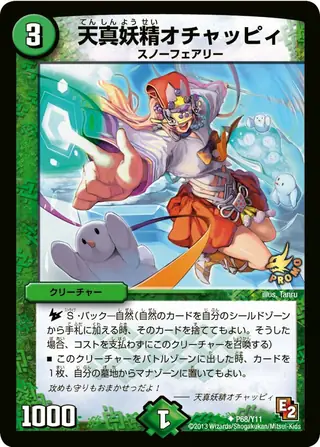 3
てんしんようせい
天真妖精オチャッピィ
スノーフェアリー
PROMO
illus. Tanru
クリーチャー
S・バック―自然(自然のカードを自分のシールドゾーン
から手札に加える時、そのカードを捨ててもよい。そうした
場合、コストを支払わずにこのクリーチャーを召喚する)
■ このクリーチャーをバトルゾーンに出した時、カードを
1枚、自分の墓地からマナゾーンに置いてもよい。
攻めも守りもおまかせっだよ!
―― 天真妖精オチャッピィ
P68/Y11
©2013 Wizards/Shogakukan/Mitsui-Kids
1000
1
E2